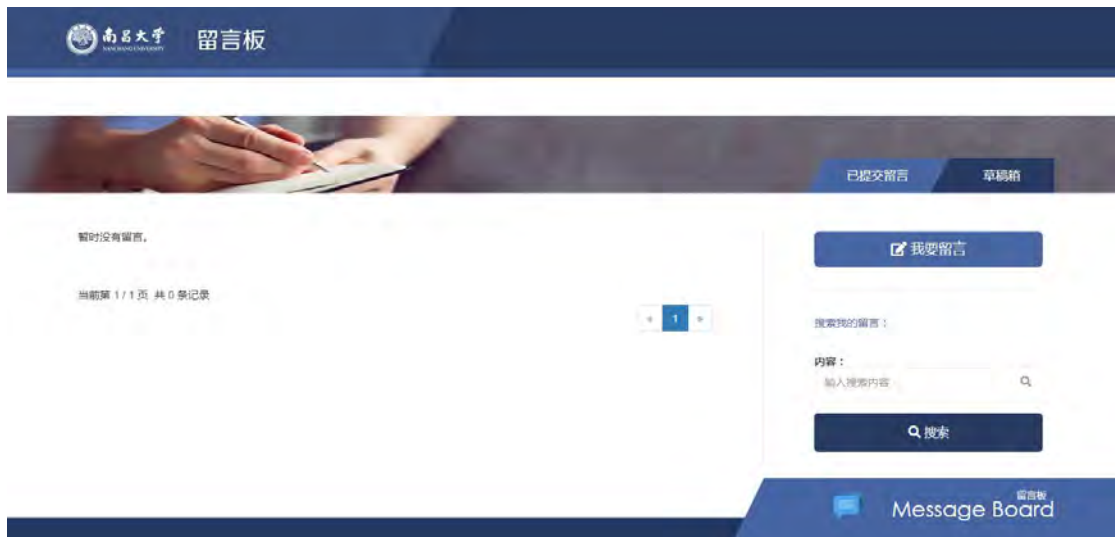 南昌大学
NANCHANG UNIVERSITY
留言板
已提交留言
草稿箱
暂时没有留言。
当前第 1 / 1 页 共 0 条记录
« 1 »
我要留言
搜索我的留言：
内容：
输入搜索内容
搜索
留言板
Message Board